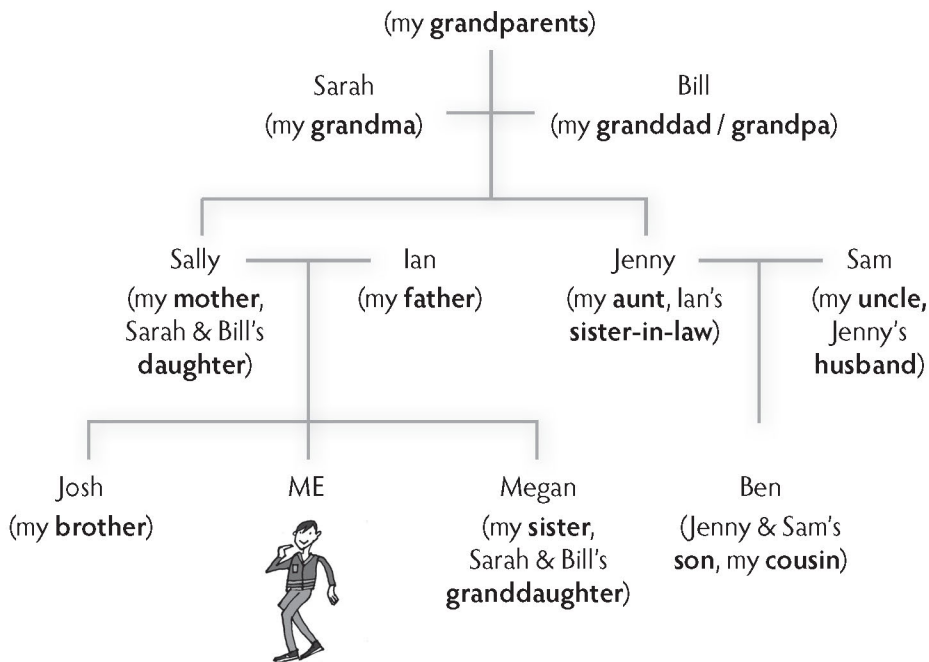 (my grandparents)
Sarah
(my grandma)
Bill
(my granddad / grandpa)
Sally
(my mother,
Sarah & Bill's
daughter)
Ian
(my father)
Jenny
(my aunt, Ian's
sister-in-law)
Sam
(my uncle,
Jenny's
husband)
Josh
(my brother)
ME
Megan
(my sister,
Sarah & Bill's
granddaughter)
Ben
(Jenny & Sam's
son, my cousin)